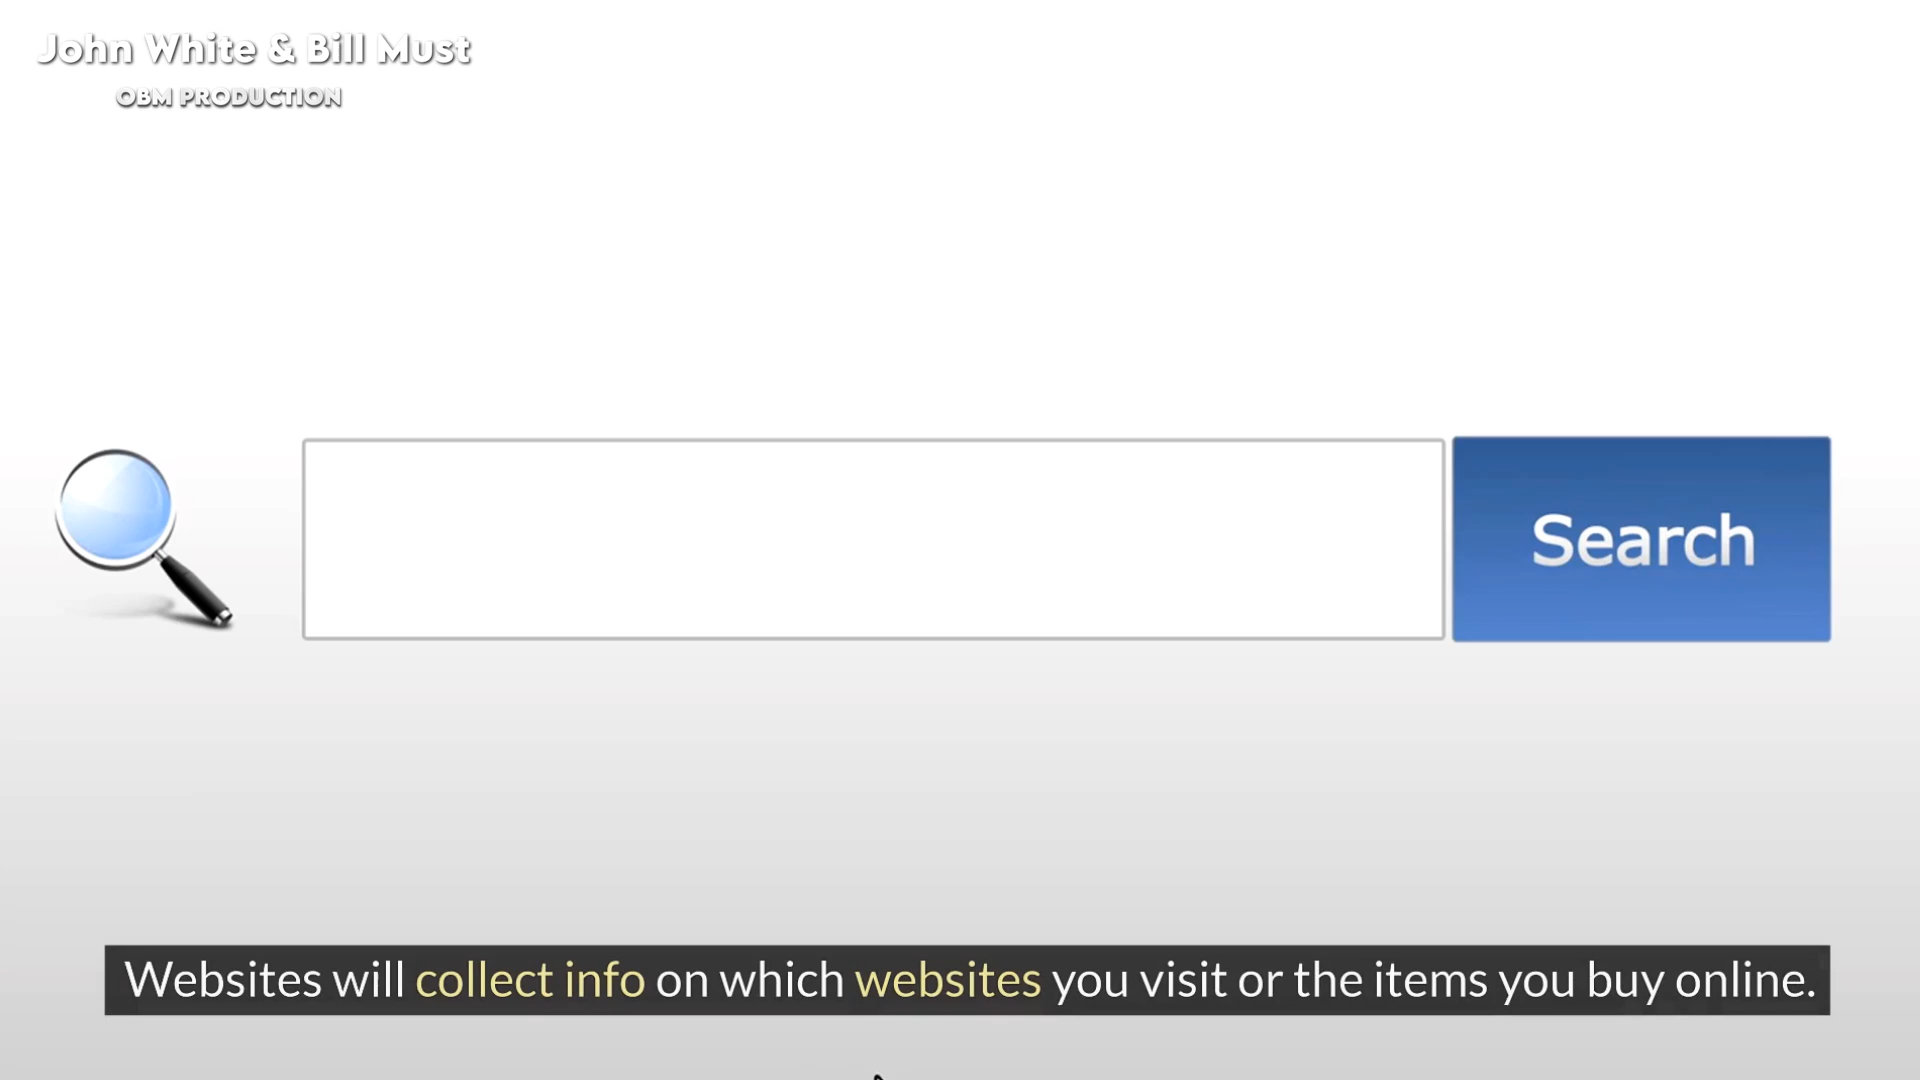 John White & Bill Must
OBM PRODUCTION
Search
Websites will collect info on which websites you visit or the items you buy online.